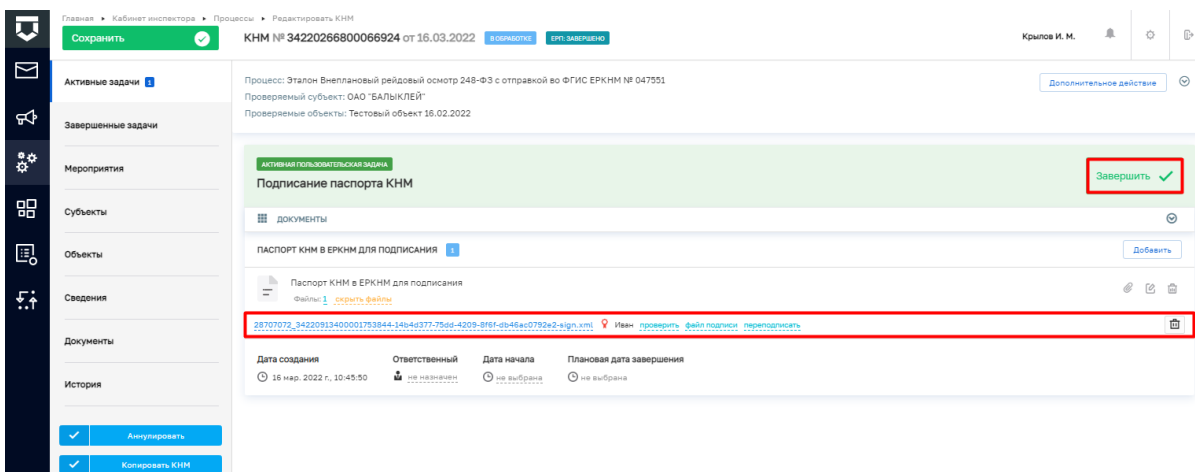 Главная ▸ Кабинет инспектора ▸ Процессы ▸ Редактировать КНМ
Сохранить
КНМ № 34220266800066924 от 16.03.2022
В ОБРАБОТКЕ
ЕРП: ЗАВЕРШЕНО
Крылов И. М.
Активные задачи 1
Завершенные задачи
Мероприятия
Субъекты
Объекты
Сведения
Документы
История
Аннулировать
Копировать КНМ
Процесс: Эталон Внеплановый рейдовый осмотр 248-ФЗ с отправкой во ФГИС ЕРКНМ № 047551
Проверяемый субъект: ОАО "БАЛЫКЛЕЙ"
Проверяемые объекты: Тестовый объект 16.02.2022
Дополнительное действие
АКТИВНАЯ ПОЛЬЗОВАТЕЛЬСКАЯ ЗАДАЧА
Подписание паспорта КНМ
Завершить
ДОКУМЕНТЫ
ПАСПОРТ КНМ В ЕРКНМ ДЛЯ ПОДПИСАНИЯ 1
Добавить
Паспорт КНМ в ЕРКНМ для подписания
Файлы: 1 скрыть файлы
28707072_34220913400001753844-14b4d377-75dd-4209-8f6f-db46ac0792e2-sign.xml Иван проверить файл подписи переподписать
Дата создания Ответственный Дата начала Плановая дата завершения
16 мар. 2022 г., 10:45:50 не назначен не выбрана не выбрана